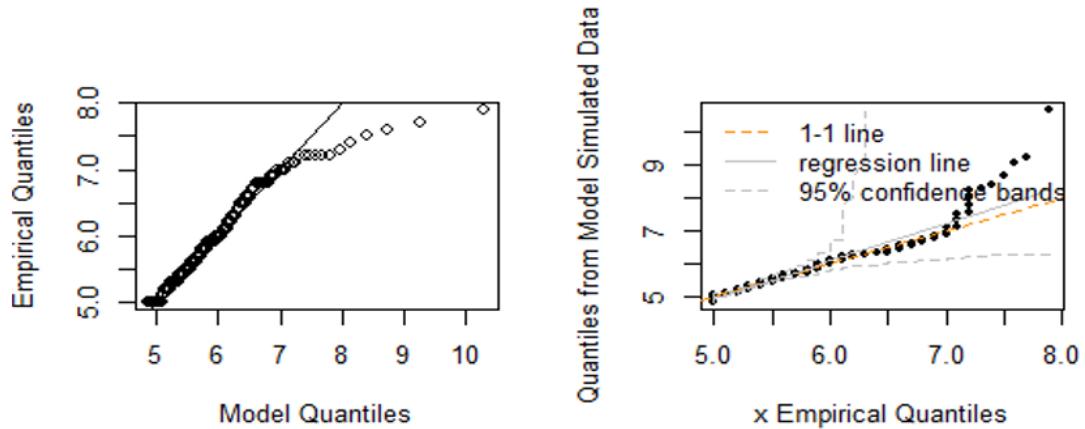 Empirical Quantiles
8.0
7.0
6.0
5.0
5 6 7 8 9 10
Model Quantiles
Quantiles from Model Simulated Data
9
7
5
1-1 line
regression line
95% confidence bands
5.0 6.0 7.0 8.0
x Empirical Quantiles